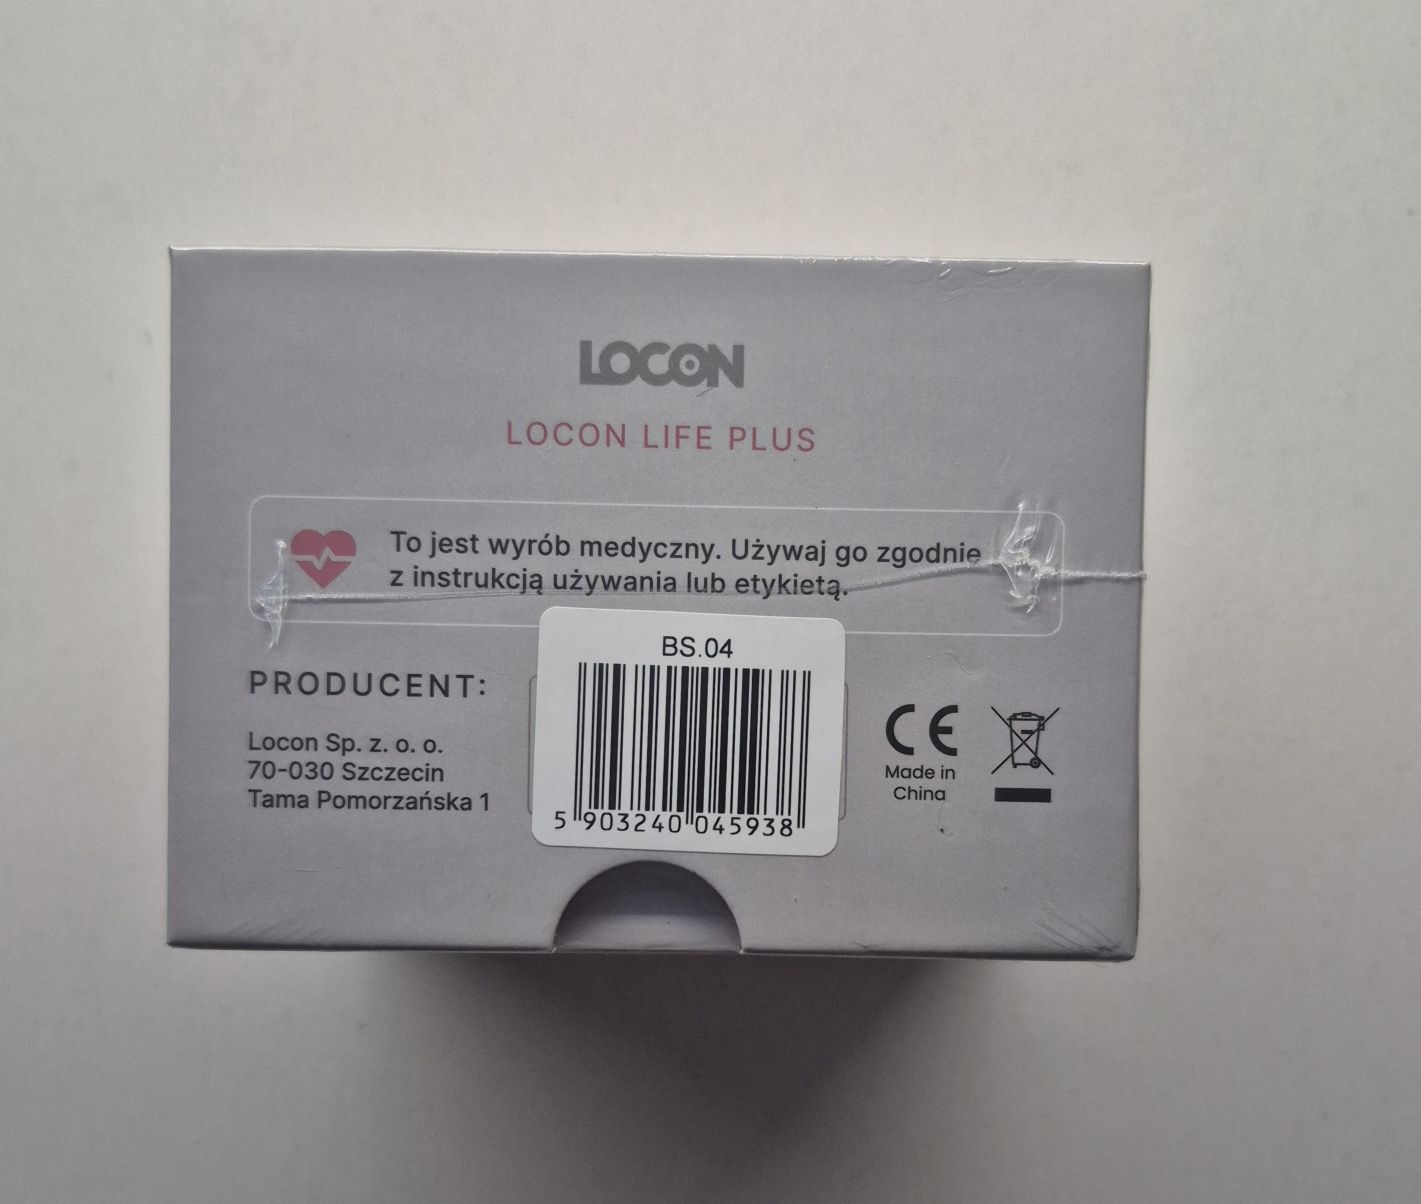 LOCON
LOCON LIFE PLUS
To jest wyrób medyczny. Używaj go zgodnie
z instrukcją używania lub etykietą.
BS.04
5 903240 045938
PRODUCENT:
Locon Sp. z. o. o.
70-030 Szczecin
Tama Pomorzańska 1
CE
Made in
China